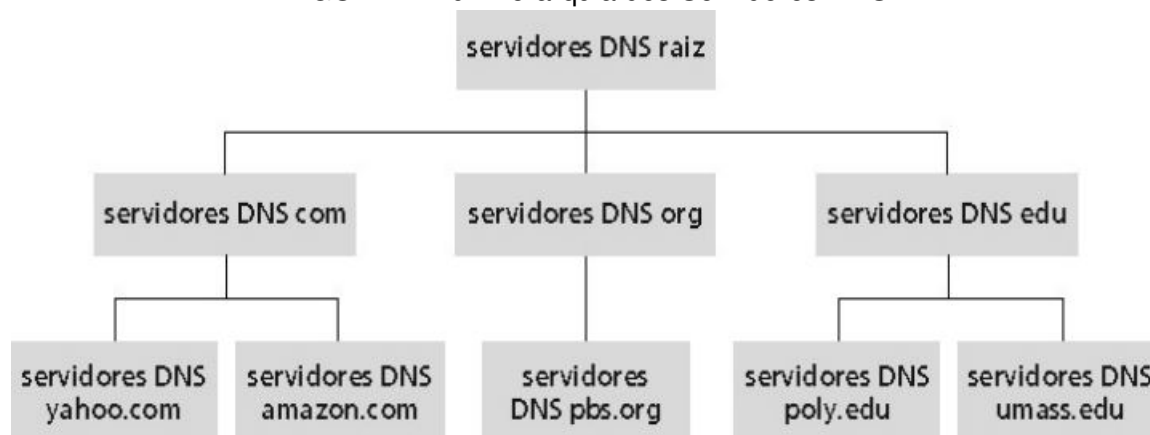 servidores DNS raiz
servidores DNS com
servidores DNS org
servidores DNS edu
servidores DNS
yahoo.com
servidores DNS
amazon.com
servidores
DNS pbs.org
servidores DNS
poly.edu
servidores DNS
umass.edu